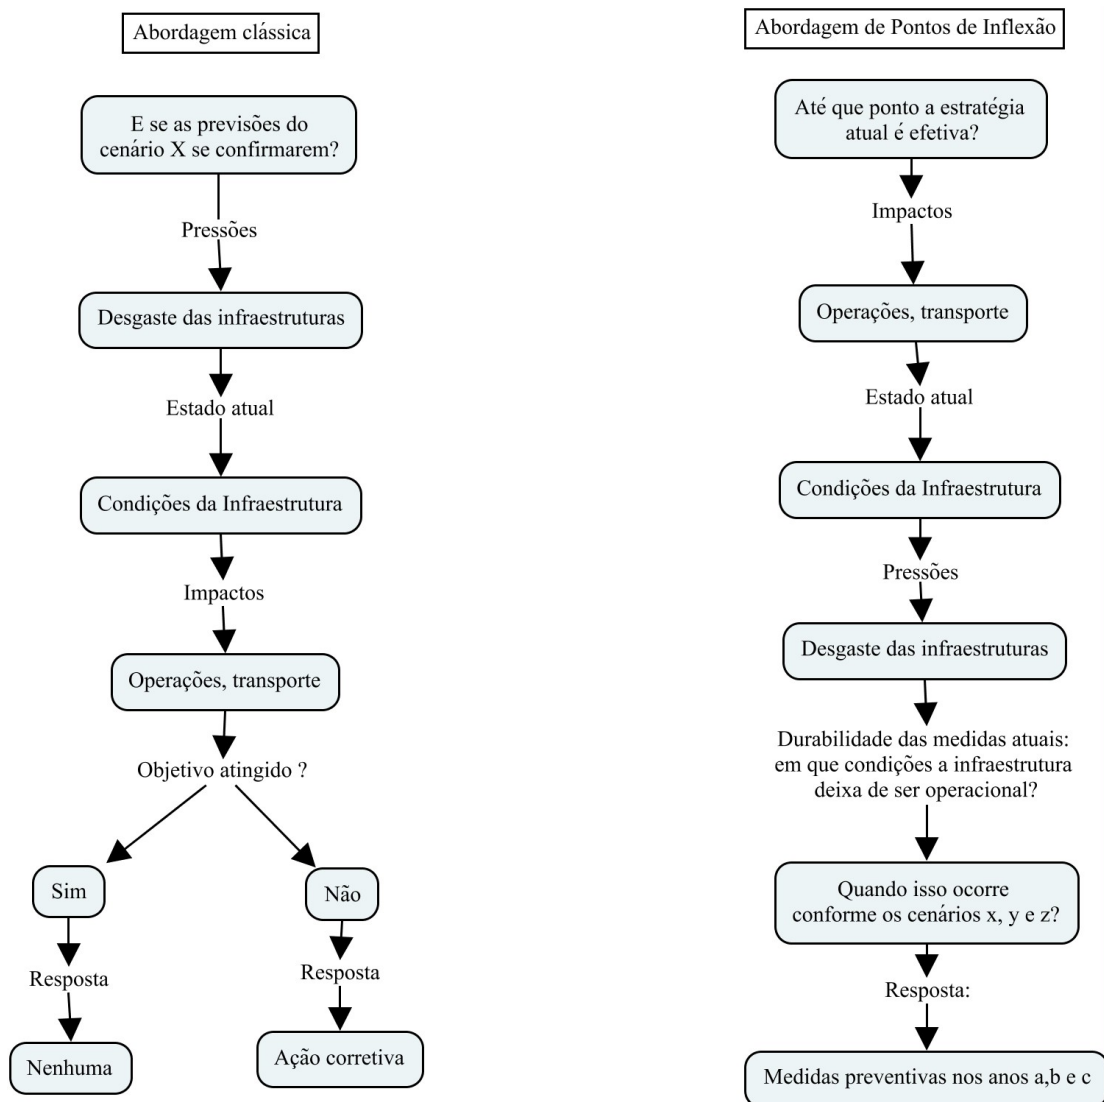 Abordagem clássica
E se as previsões do
cenário X se confirmarem?
Pressões
Desgaste das infraestruturas
Estado atual
Condições da Infraestrutura
Impactos
Operações, transporte
Objetivo atingido ?
Sim
Não
Resposta
Resposta
Nenhuma
Ação corretiva
Abordagem de Pontos de Inflexão
Até que ponto a estratégia
atual é efetiva?
Impactos
Operações, transporte
Estado atual
Condições da Infraestrutura
Pressões
Desgaste das infraestruturas
Durabilidade das medidas atuais:
em que condições a infraestrutura
deixa de ser operacional?
Quando isso ocorre
conforme os cenários x, y e z?
Resposta:
Medidas preventivas nos anos a,b e c